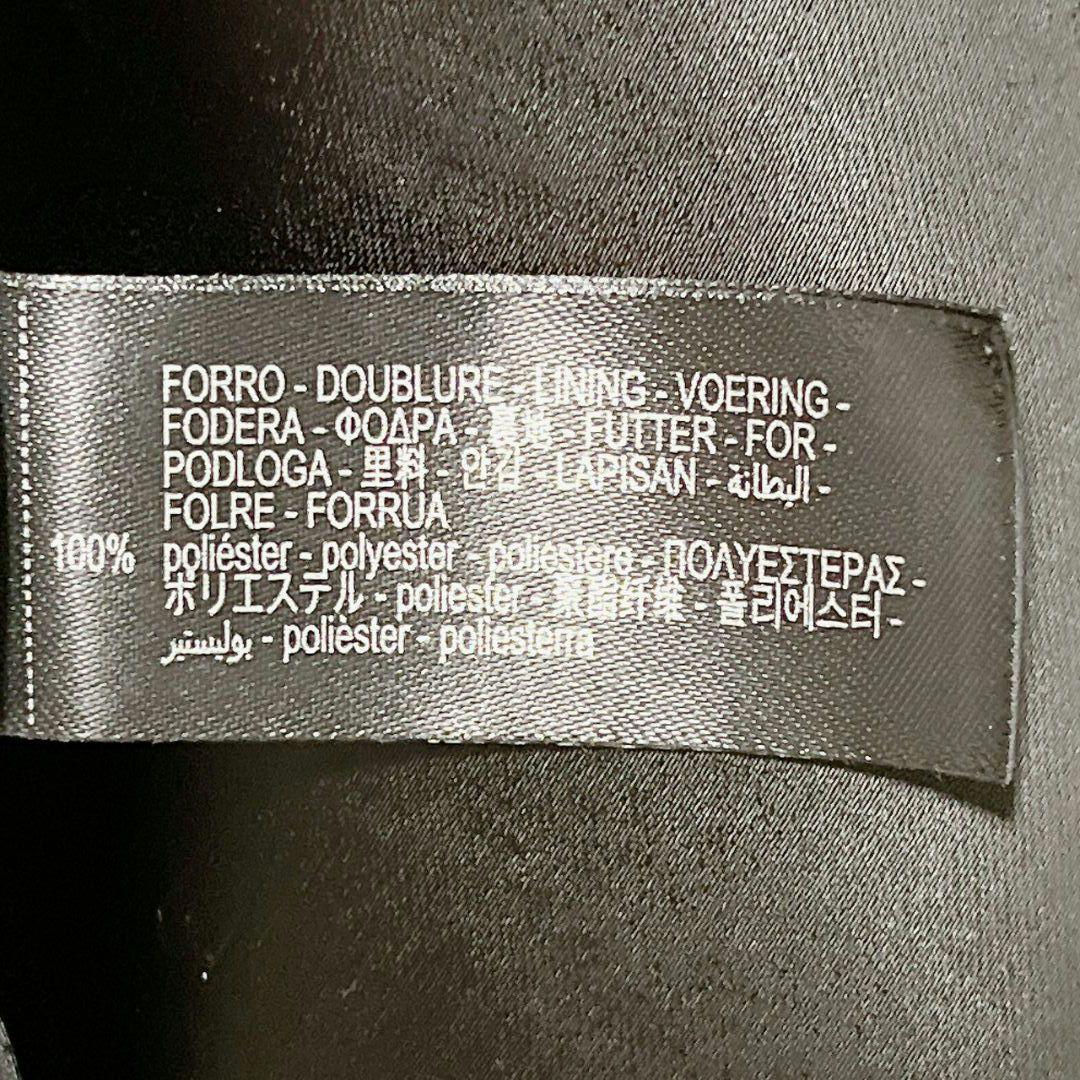 FORRO - DOUBLURE - LINING - VOERING -
FODERA - ΦΟΔΡΑ - 裏地 - FUTTER - FOR -
PODLOGA - 里料 - 안감 - LAPISAN - البطانة -
FOLRE - FORRUA
100% poliéster - polyester - poliestere - ΠΟΛΥΕΣΤΕΡΑΣ -
ポリエステル - poliester 聚酯纤维 - 폴리에스터 -
بوليستير - polièster - poliesterra